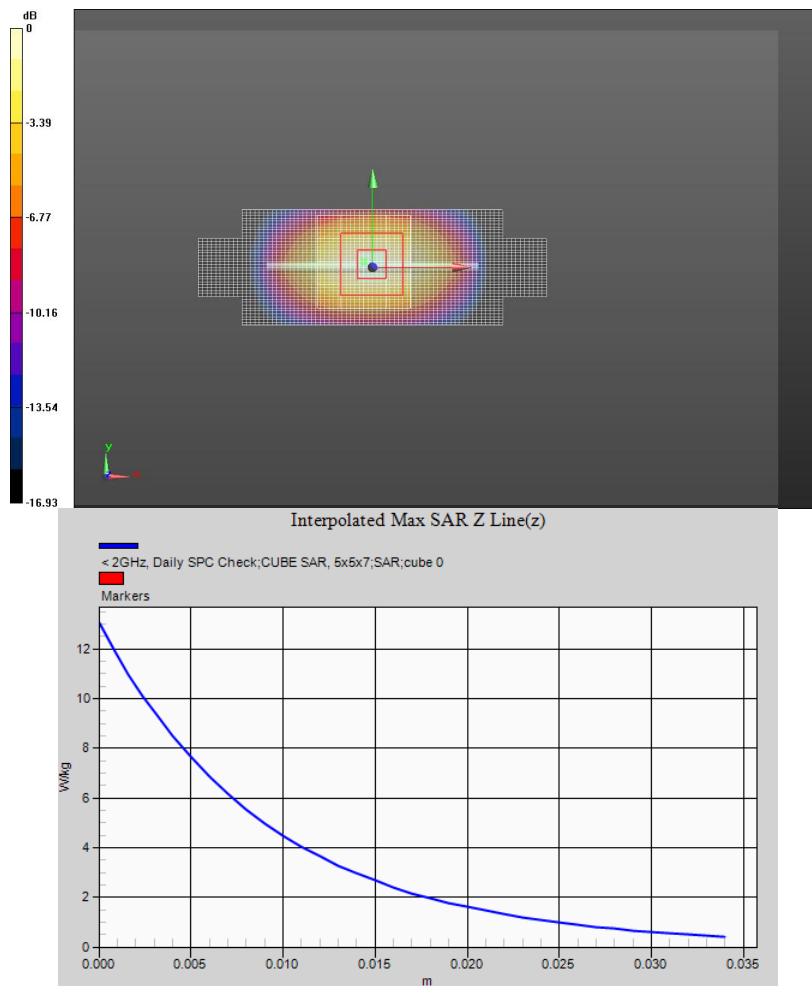 dB
0
-3.39
-6.77
-10.16
-13.54
-16.93
y
Interpolated Max SAR Z Line(z)
< 2GHz, Daily SPC Check;CUBE SAR, 5x5x7;SAR;cube 0
Markers
12
10
8
6
4
2
0
W/kg
0.000 0.005 0.010 0.015 0.020 0.025 0.030 0.035
m